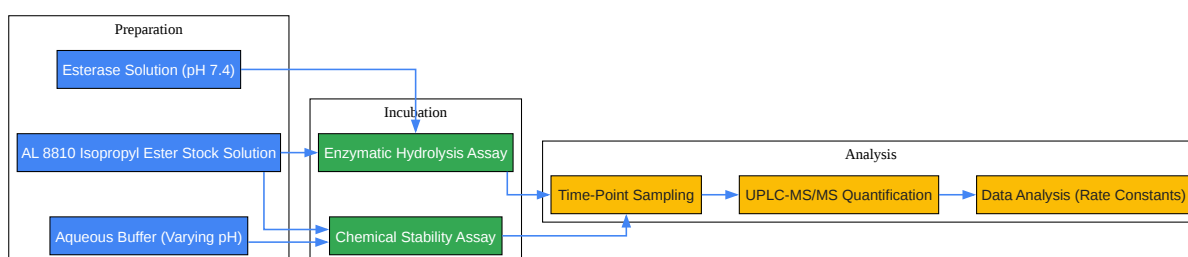 Preparation
Esterase Solution (pH 7.4)
AL 8810 Isopropyl Ester Stock Solution
Aqueous Buffer (Varying pH)
Incubation
Enzymatic Hydrolysis Assay
Chemical Stability Assay
Analysis
Time-Point Sampling
UPLC-MS/MS Quantification
Data Analysis (Rate Constants)